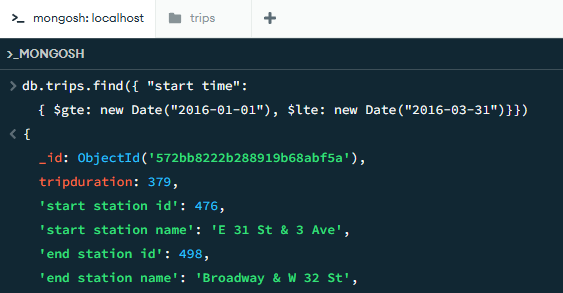 >_ mongosh: localhost trips +
>_MONGOSH
> db.trips.find({ "start time":
{ $gte: new Date("2016-01-01"), $lte: new Date("2016-03-31")}})
< {
_id: ObjectId('572bb8222b288919b68abf5a'),
tripduration: 379,
'start station id': 476,
'start station name': 'E 31 St & 3 Ave',
'end station id': 498,
'end station name': 'Broadway & W 32 St',